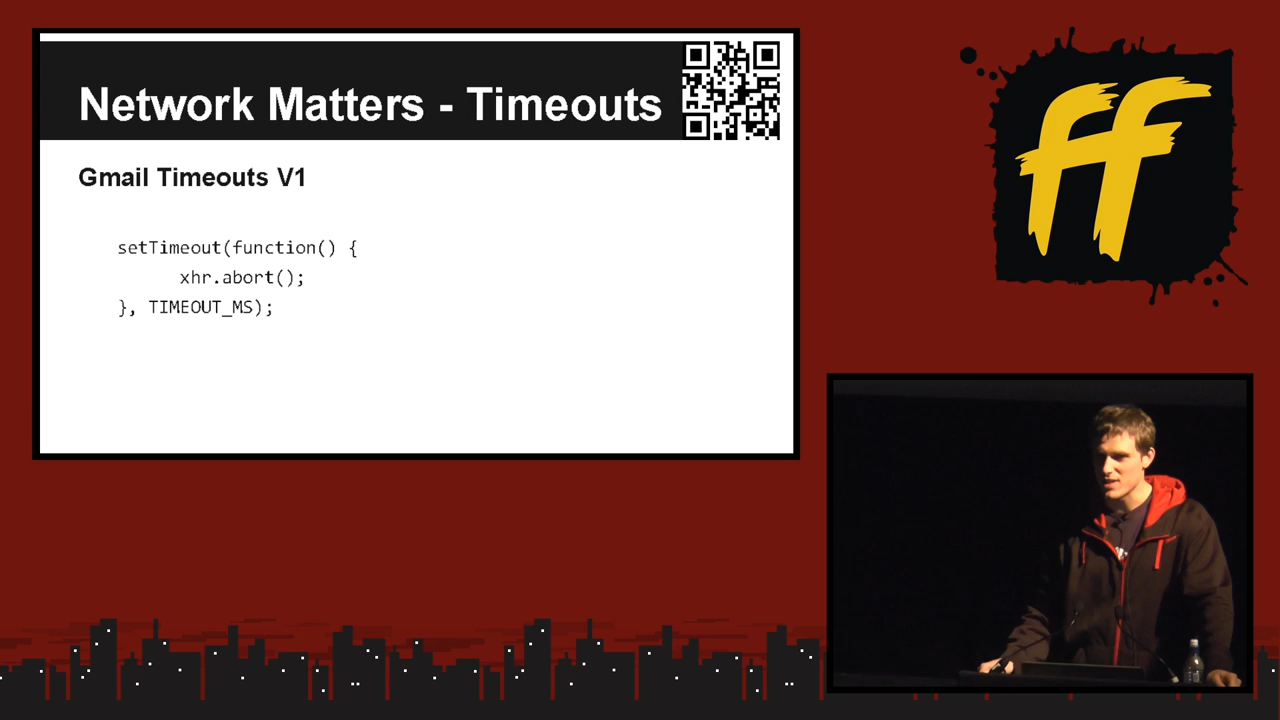 Network Matters - Timeouts
Gmail Timeouts V1
setTimeout(function() {
xhr.abort();
}, TIMEOUT_MS);
ff